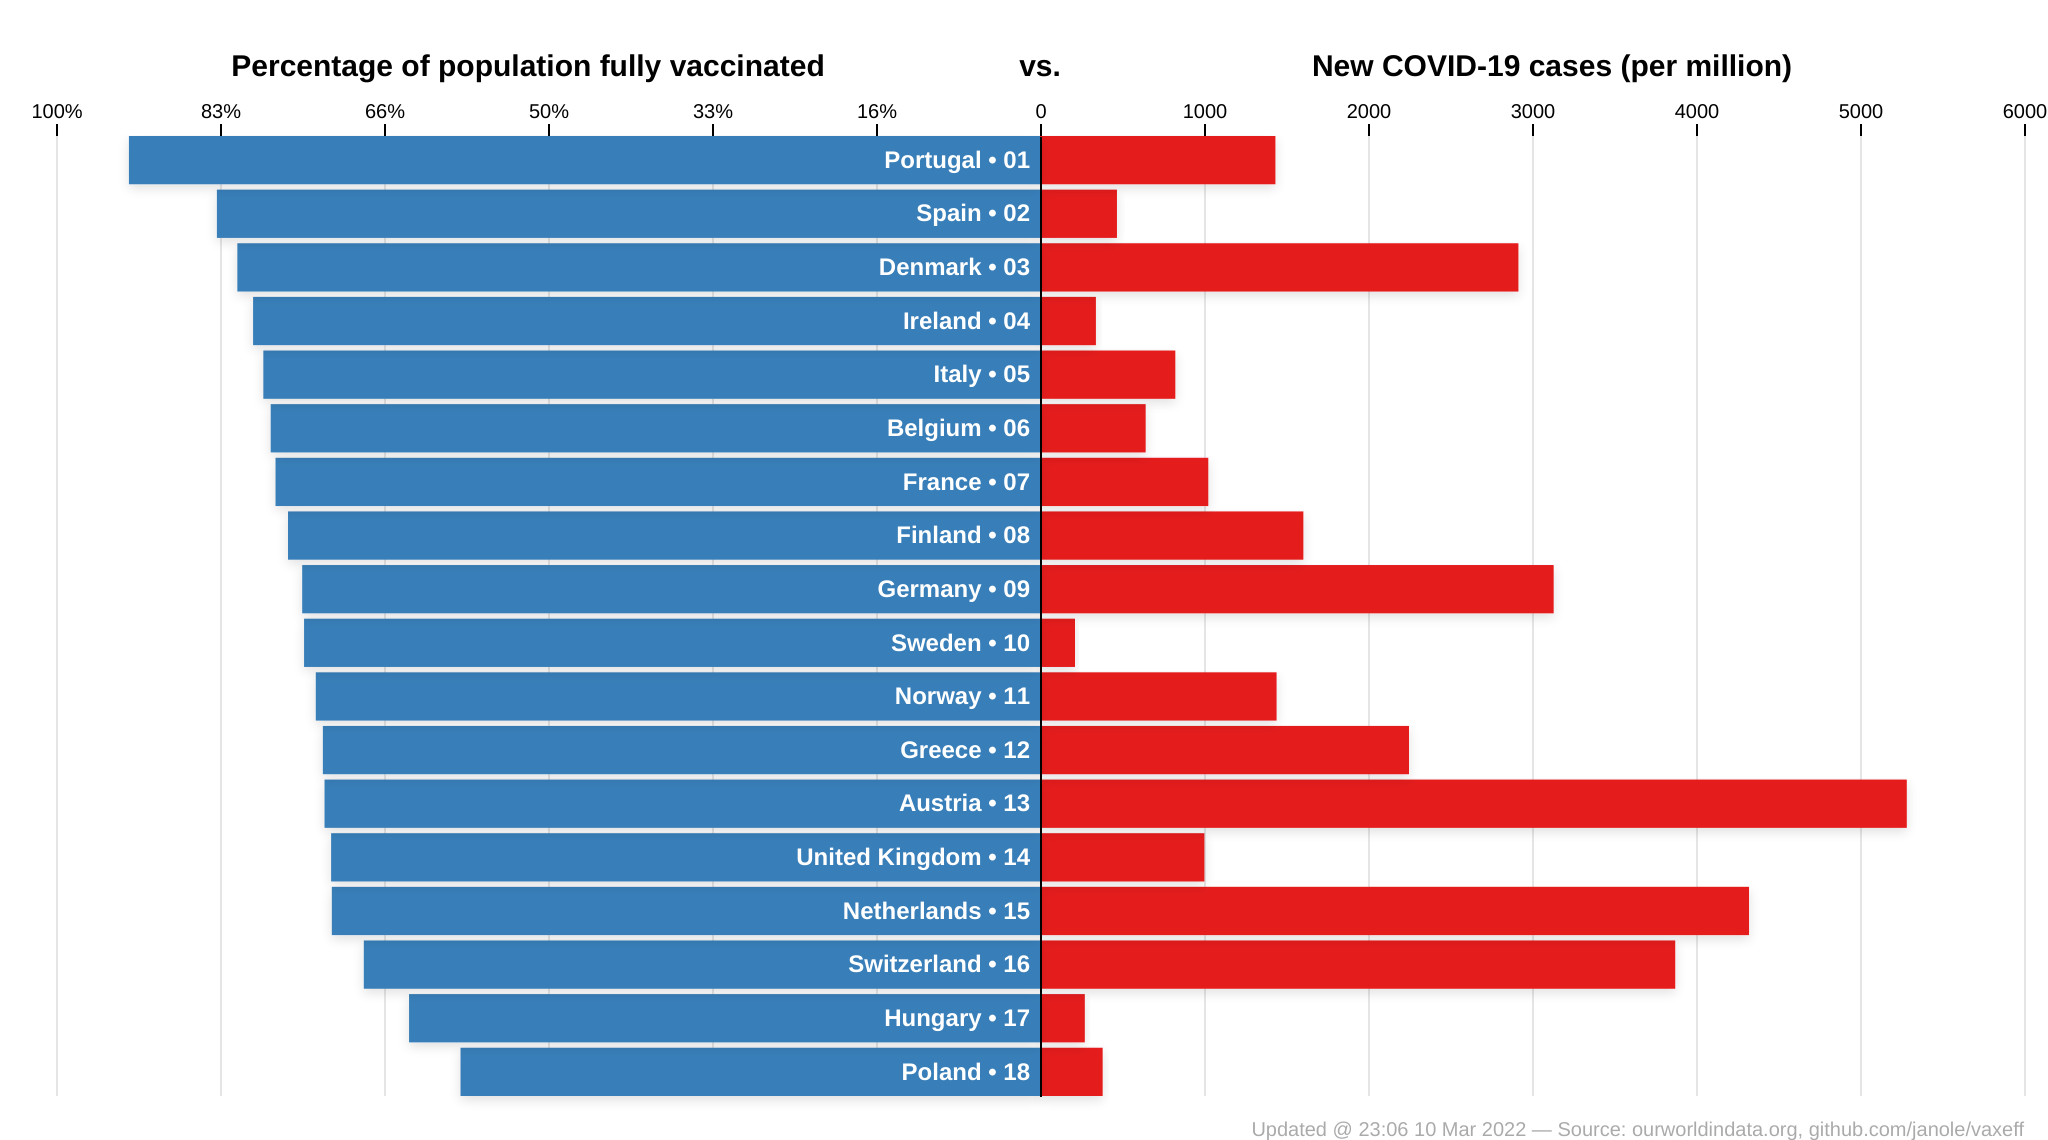 Percentage of population fully vaccinated vs. New COVID-19 cases (per million)
100% 83% 66% 50% 33% 16% 0 1000 2000 3000 4000 5000 6000
Portugal • 01
Spain • 02
Denmark • 03
Ireland • 04
Italy • 05
Belgium • 06
France • 07
Finland • 08
Germany • 09
Sweden • 10
Norway • 11
Greece • 12
Austria • 13
United Kingdom • 14
Netherlands • 15
Switzerland • 16
Hungary • 17
Poland • 18
Updated @ 23:06 10 Mar 2022 — Source: ourworldindata.org, github.com/janole/vaxeff